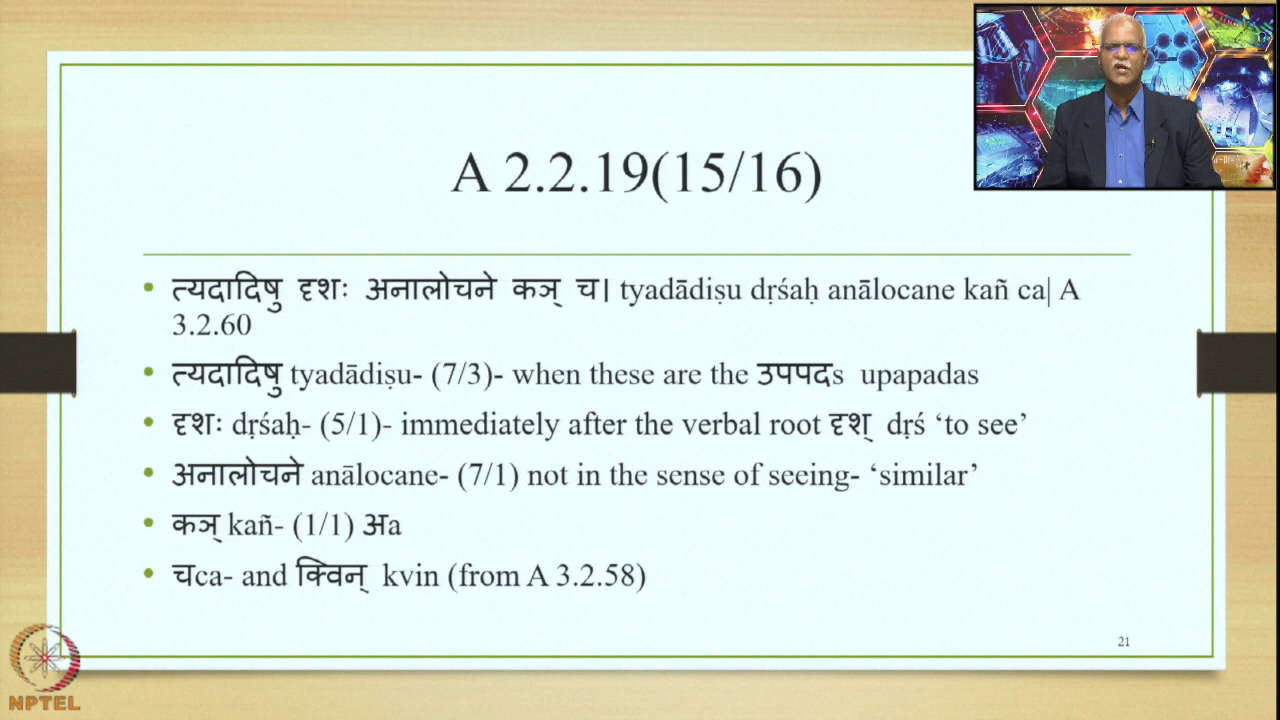 A 2.2.19(15/16)
• त्यदादिषु दृशः अनालोचने कञ् च। tyadādiṣu dṛśaḥ anālocane kañ ca| A
3.2.60
• त्यदादिषु tyadādiṣu- (7/3)- when these are the उपपदs upapadas
• दृशः dṛśaḥ- (5/1)- immediately after the verbal root दृश् dṛś ‘to see’
• अनालोचने anālocane- (7/1) not in the sense of seeing- ‘similar’
• कञ् kañ- (1/1) अa
• चca- and क्विन् kvin (from A 3.2.58)
21
NPTEL